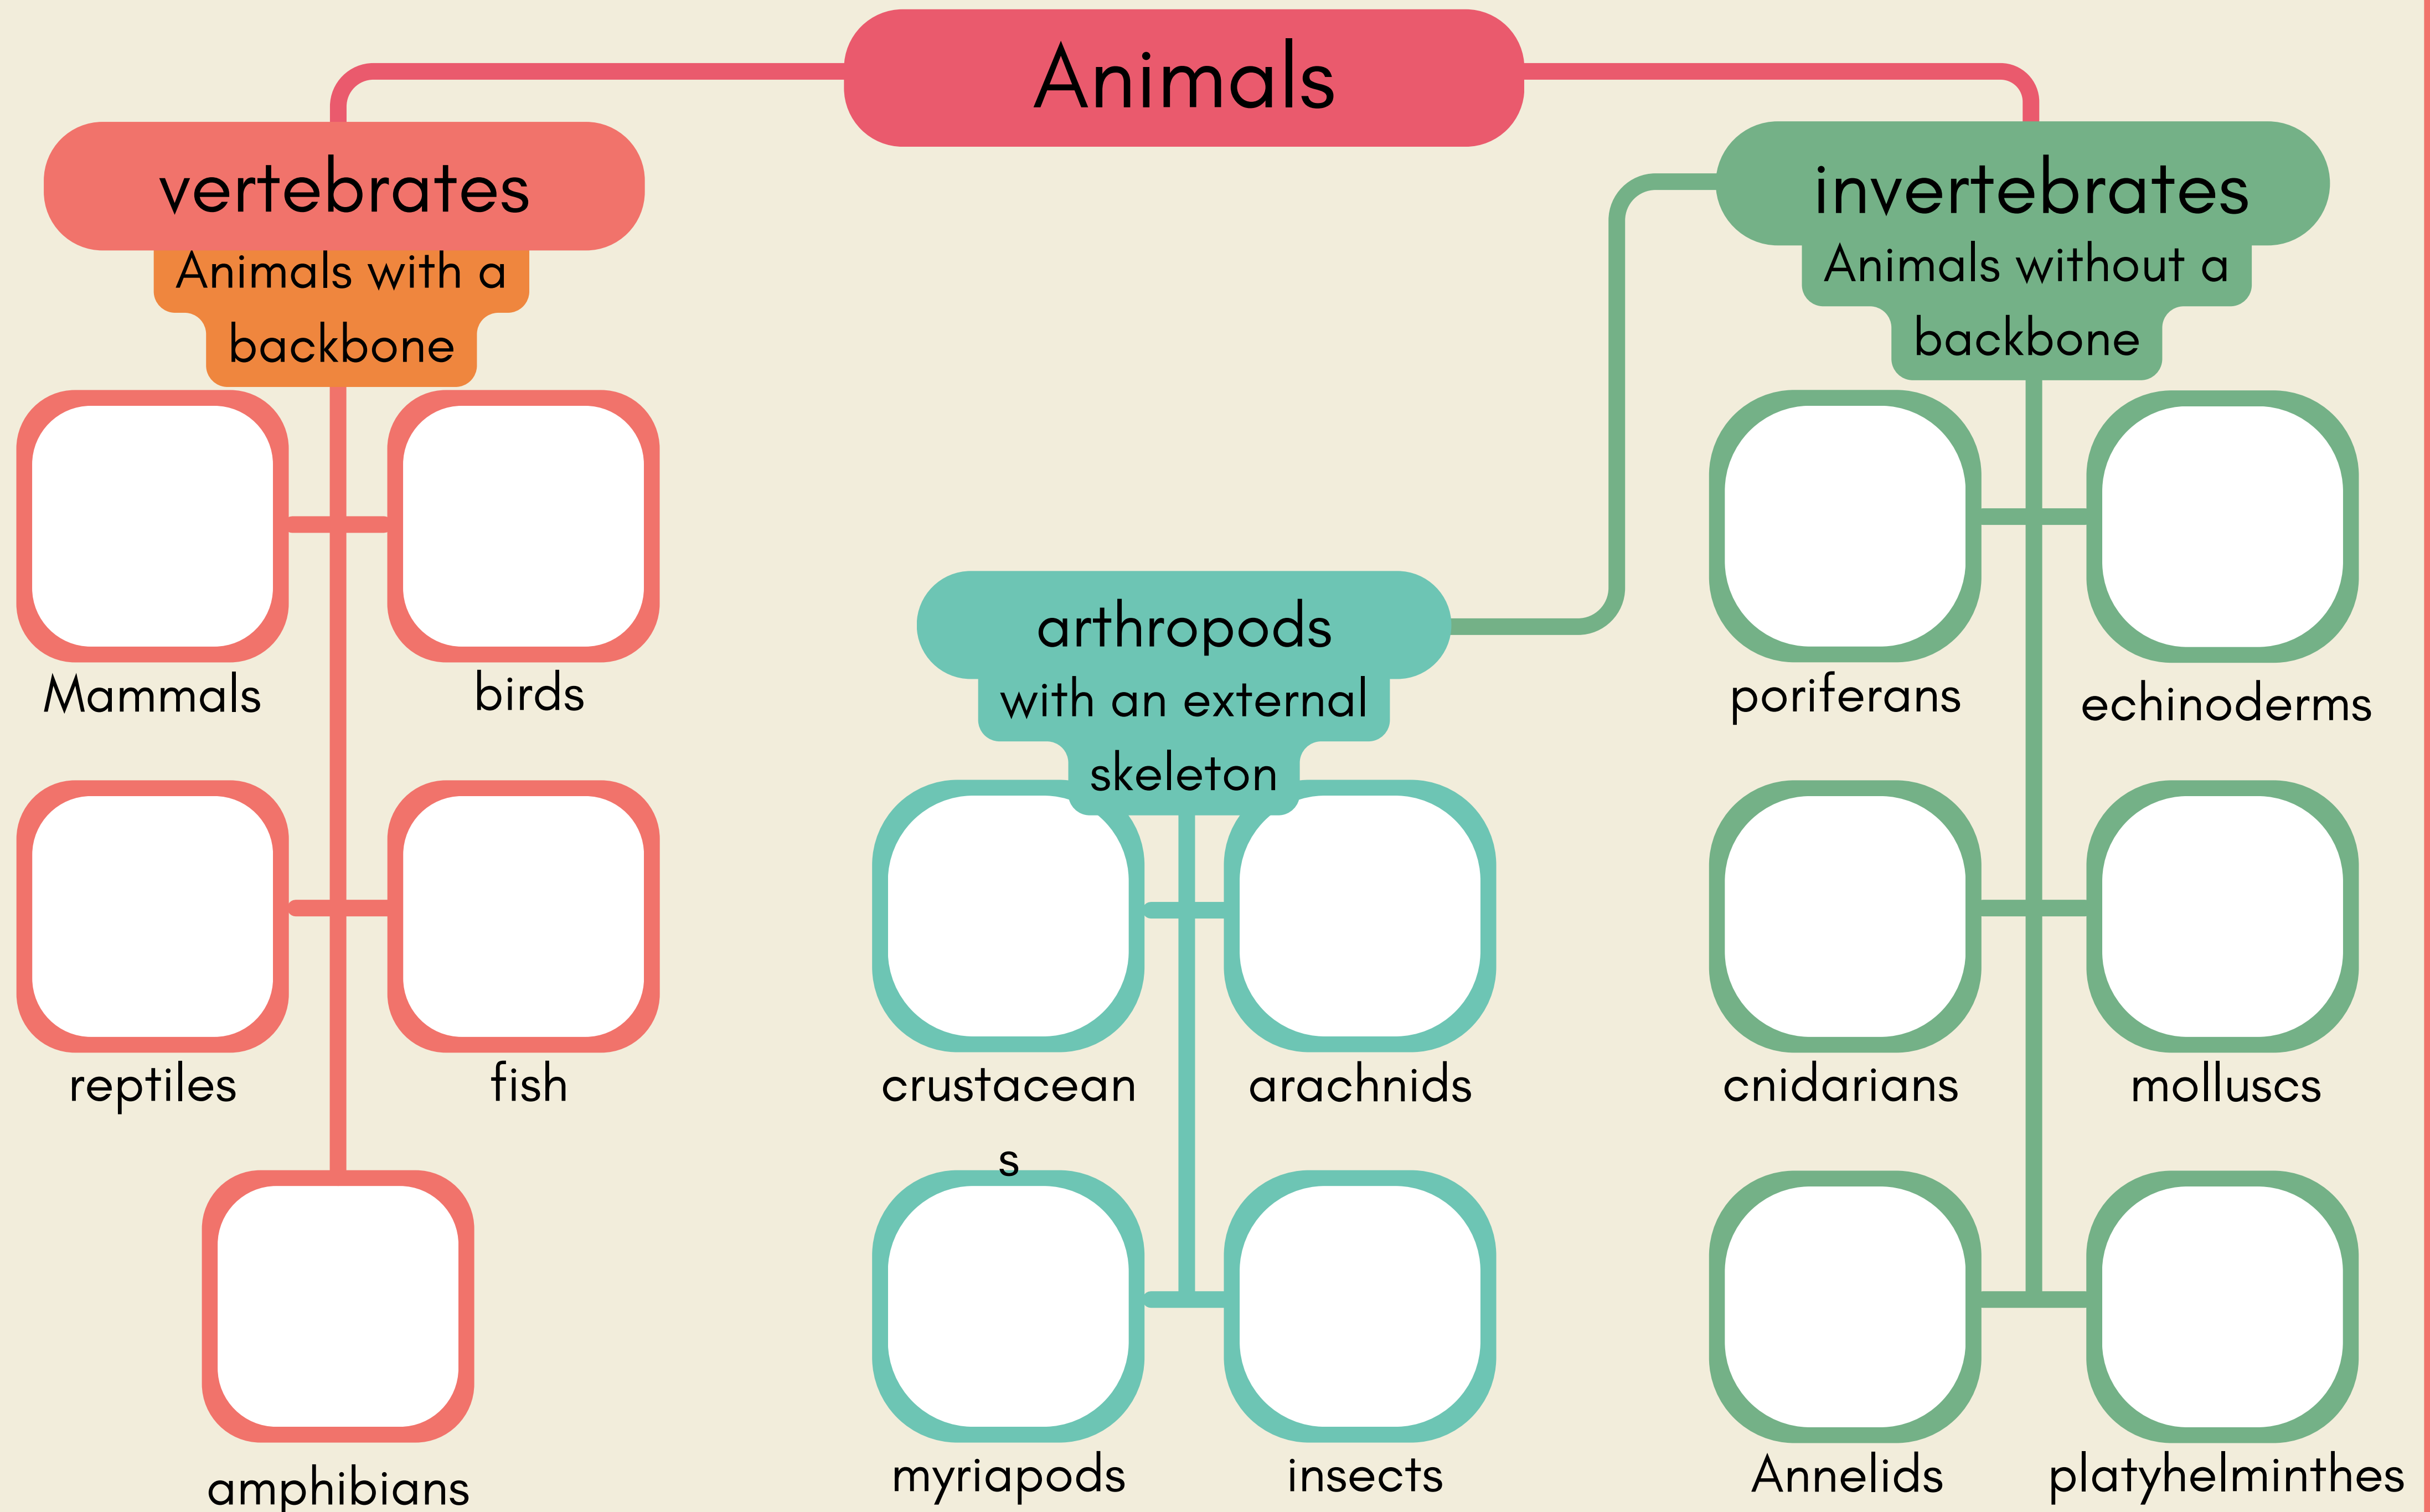 Animals
vertebrates
Animals with a
backbone
Mammals
birds
reptiles
fish
amphibians
arthropods
with an external
skeleton
crustacean
s
arachnids
myriapods
insects
invertebrates
Animals without a
backbone
poriferans
echinoderms
cnidarians
molluscs
Annelids
platyhelminthes